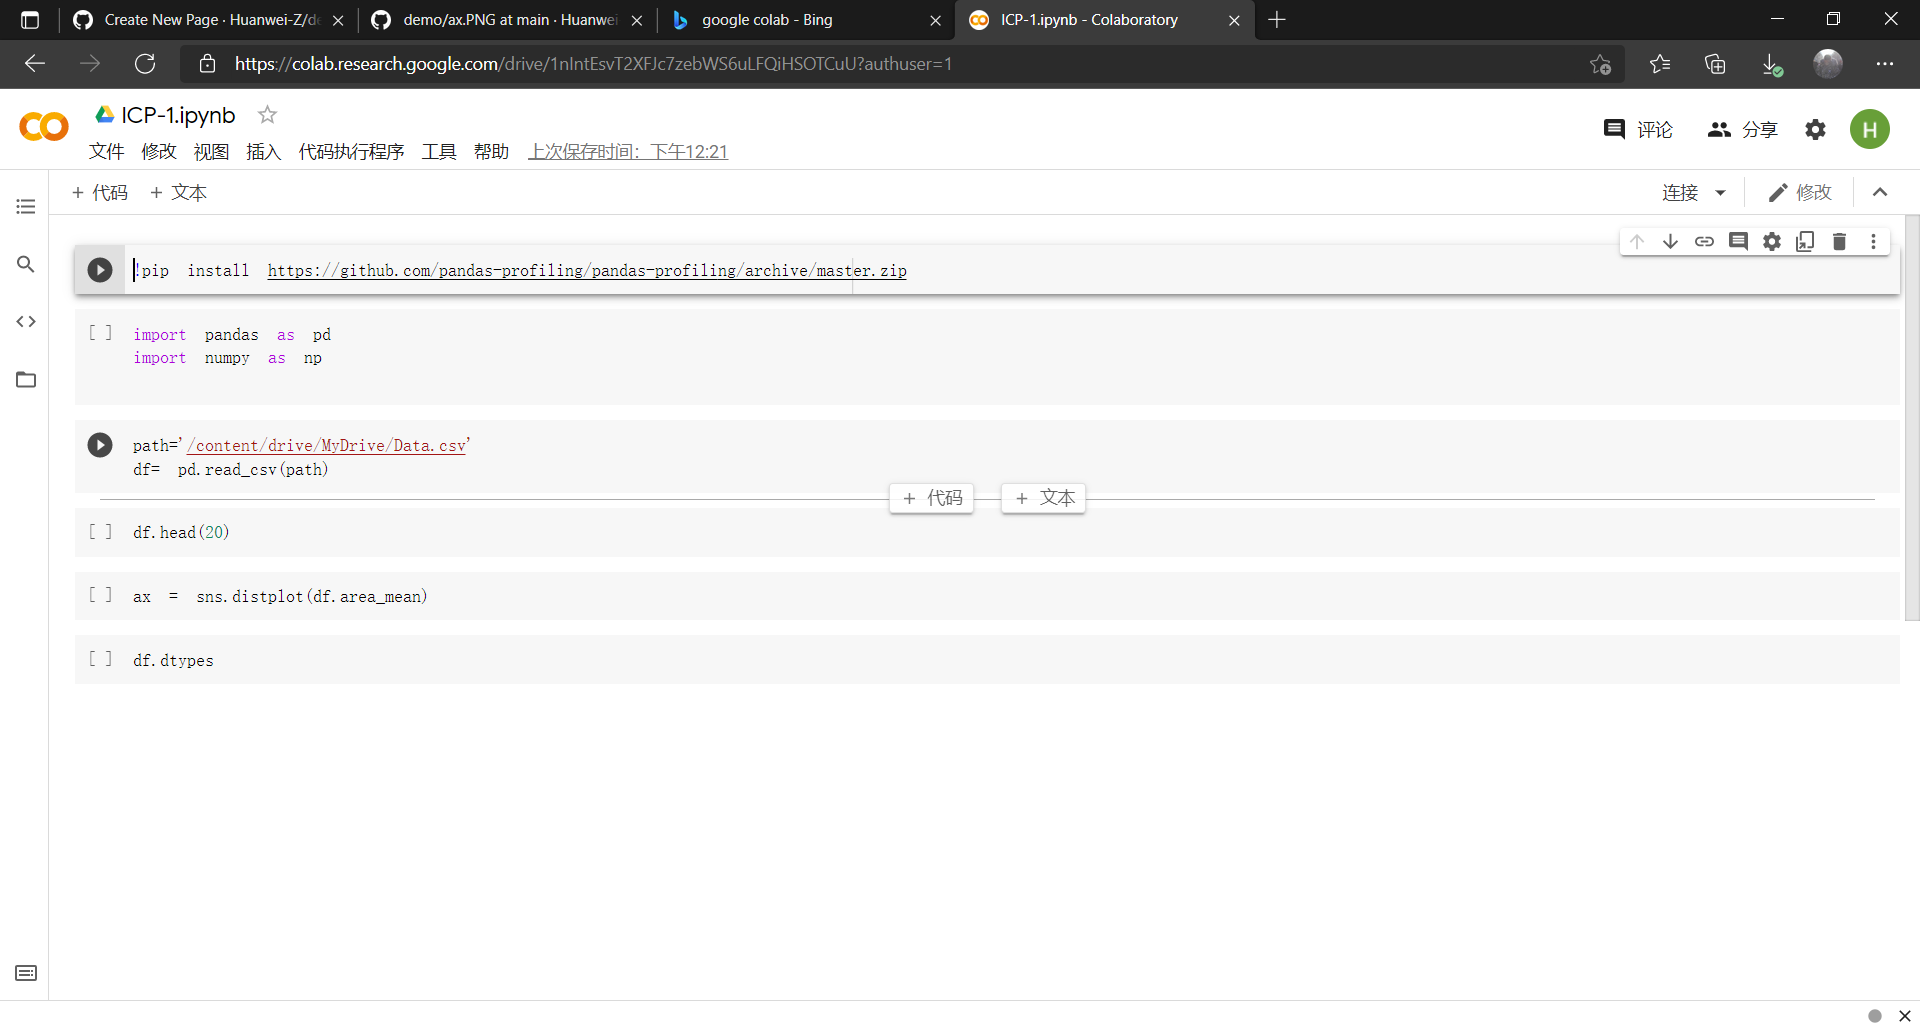 Create New Page · Huanwei-Z/de
demo/ax.PNG at main · Huanwei
google colab - Bing
ICP-1.ipynb - Colaboratory
https://colab.research.google.com/drive/1nIntEsvT2XFJc7zebWS6uLFQiHSOTCuU?authuser=1
ICP-1.ipynb
评论
分享
H
文件 修改 视图 插入 代码执行程序 工具 帮助 上次保存时间：下午12:21
+ 代码 + 文本
连接
修改
!pip install https://github.com/pandas-profiling/pandas-profiling/archive/master.zip
[ ] import pandas as pd
import numpy as np
path='/content/drive/MyDrive/Data.csv'
df= pd.read_csv(path)
+ 代码 + 文本
[ ] df.head(20)
[ ] ax = sns.distplot(df.area_mean)
[ ] df.dtypes